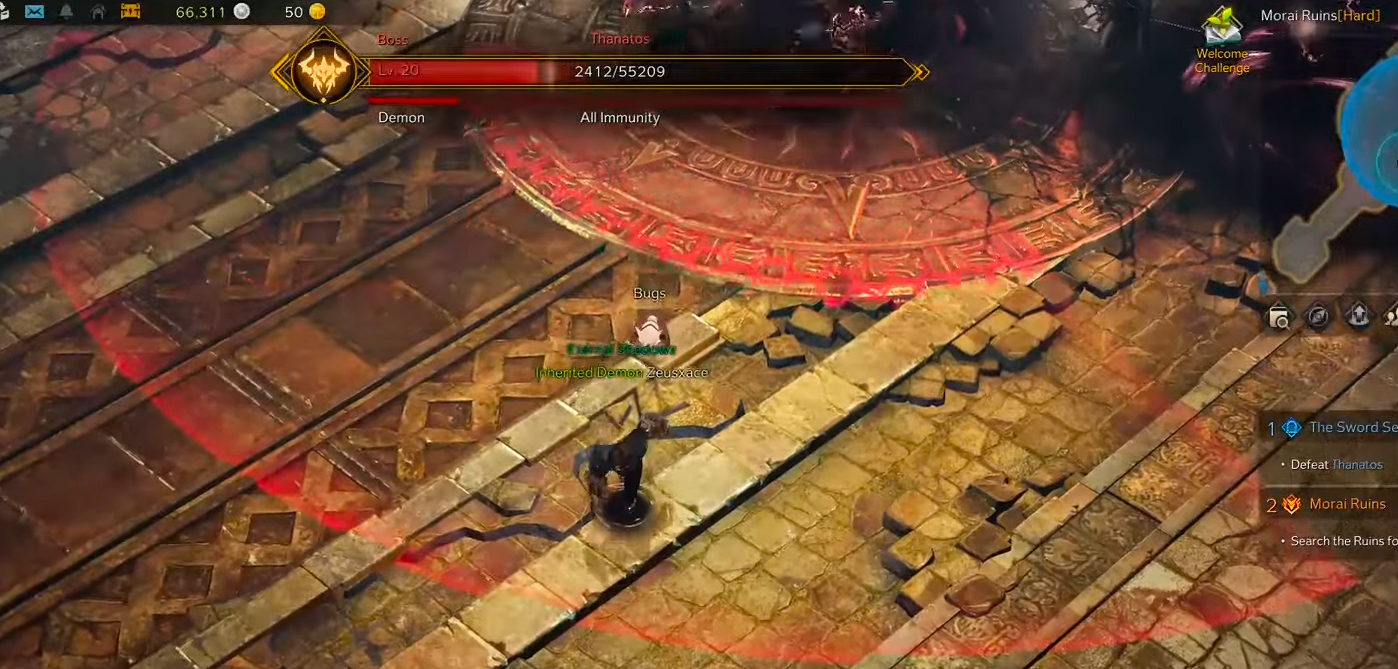 66,311
50
Boss
Thanatos
Lv. 20
2412/55209
Demon
All Immunity
Welcome
Challenge
Morai Ruins[Hard]
Bugs
Eternal Shadows
Inherited Demon Zeusxace
1 The Sword Se
• Defeat Thanatos
2 Morai Ruins
• Search the Ruins fo